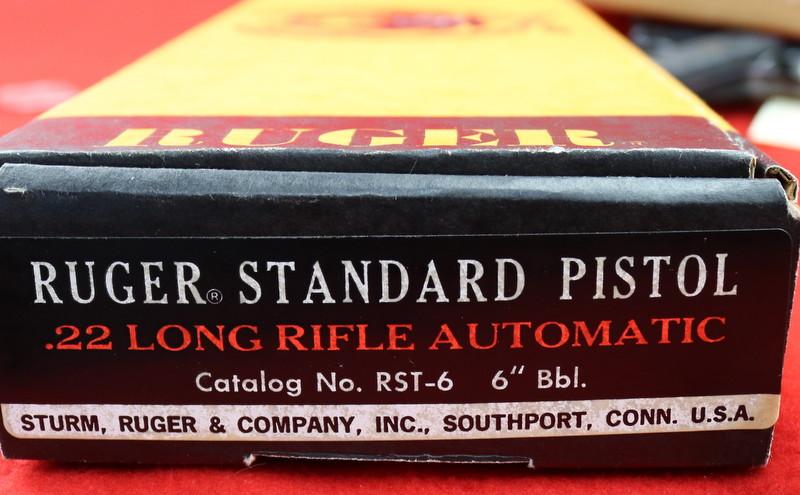 RUGER
RUGER® STANDARD PISTOL
.22 LONG RIFLE AUTOMATIC
Catalog No. RST-6 6" Bbl.
STURM, RUGER & COMPANY, INC., SOUTHPORT, CONN. U.S.A.